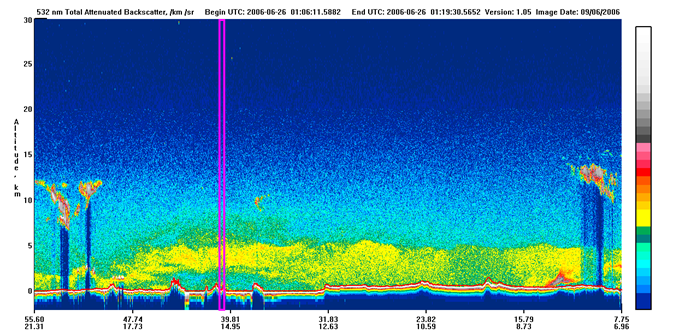 532 nm Total Attenuated Backscatter, /km /sr Begin UTC: 2006-06-26 01:06:11.5882 End UTC: 2006-06-26 01:19:30.5652 Version: 1.05 Image Date: 09/06/2006
30
25
20
15
10
5
0
Altitude, km
55.60 47.74 39.81 31.83 23.82 15.79 7.75
21.31 17.73 14.95 12.63 10.59 8.73 6.96